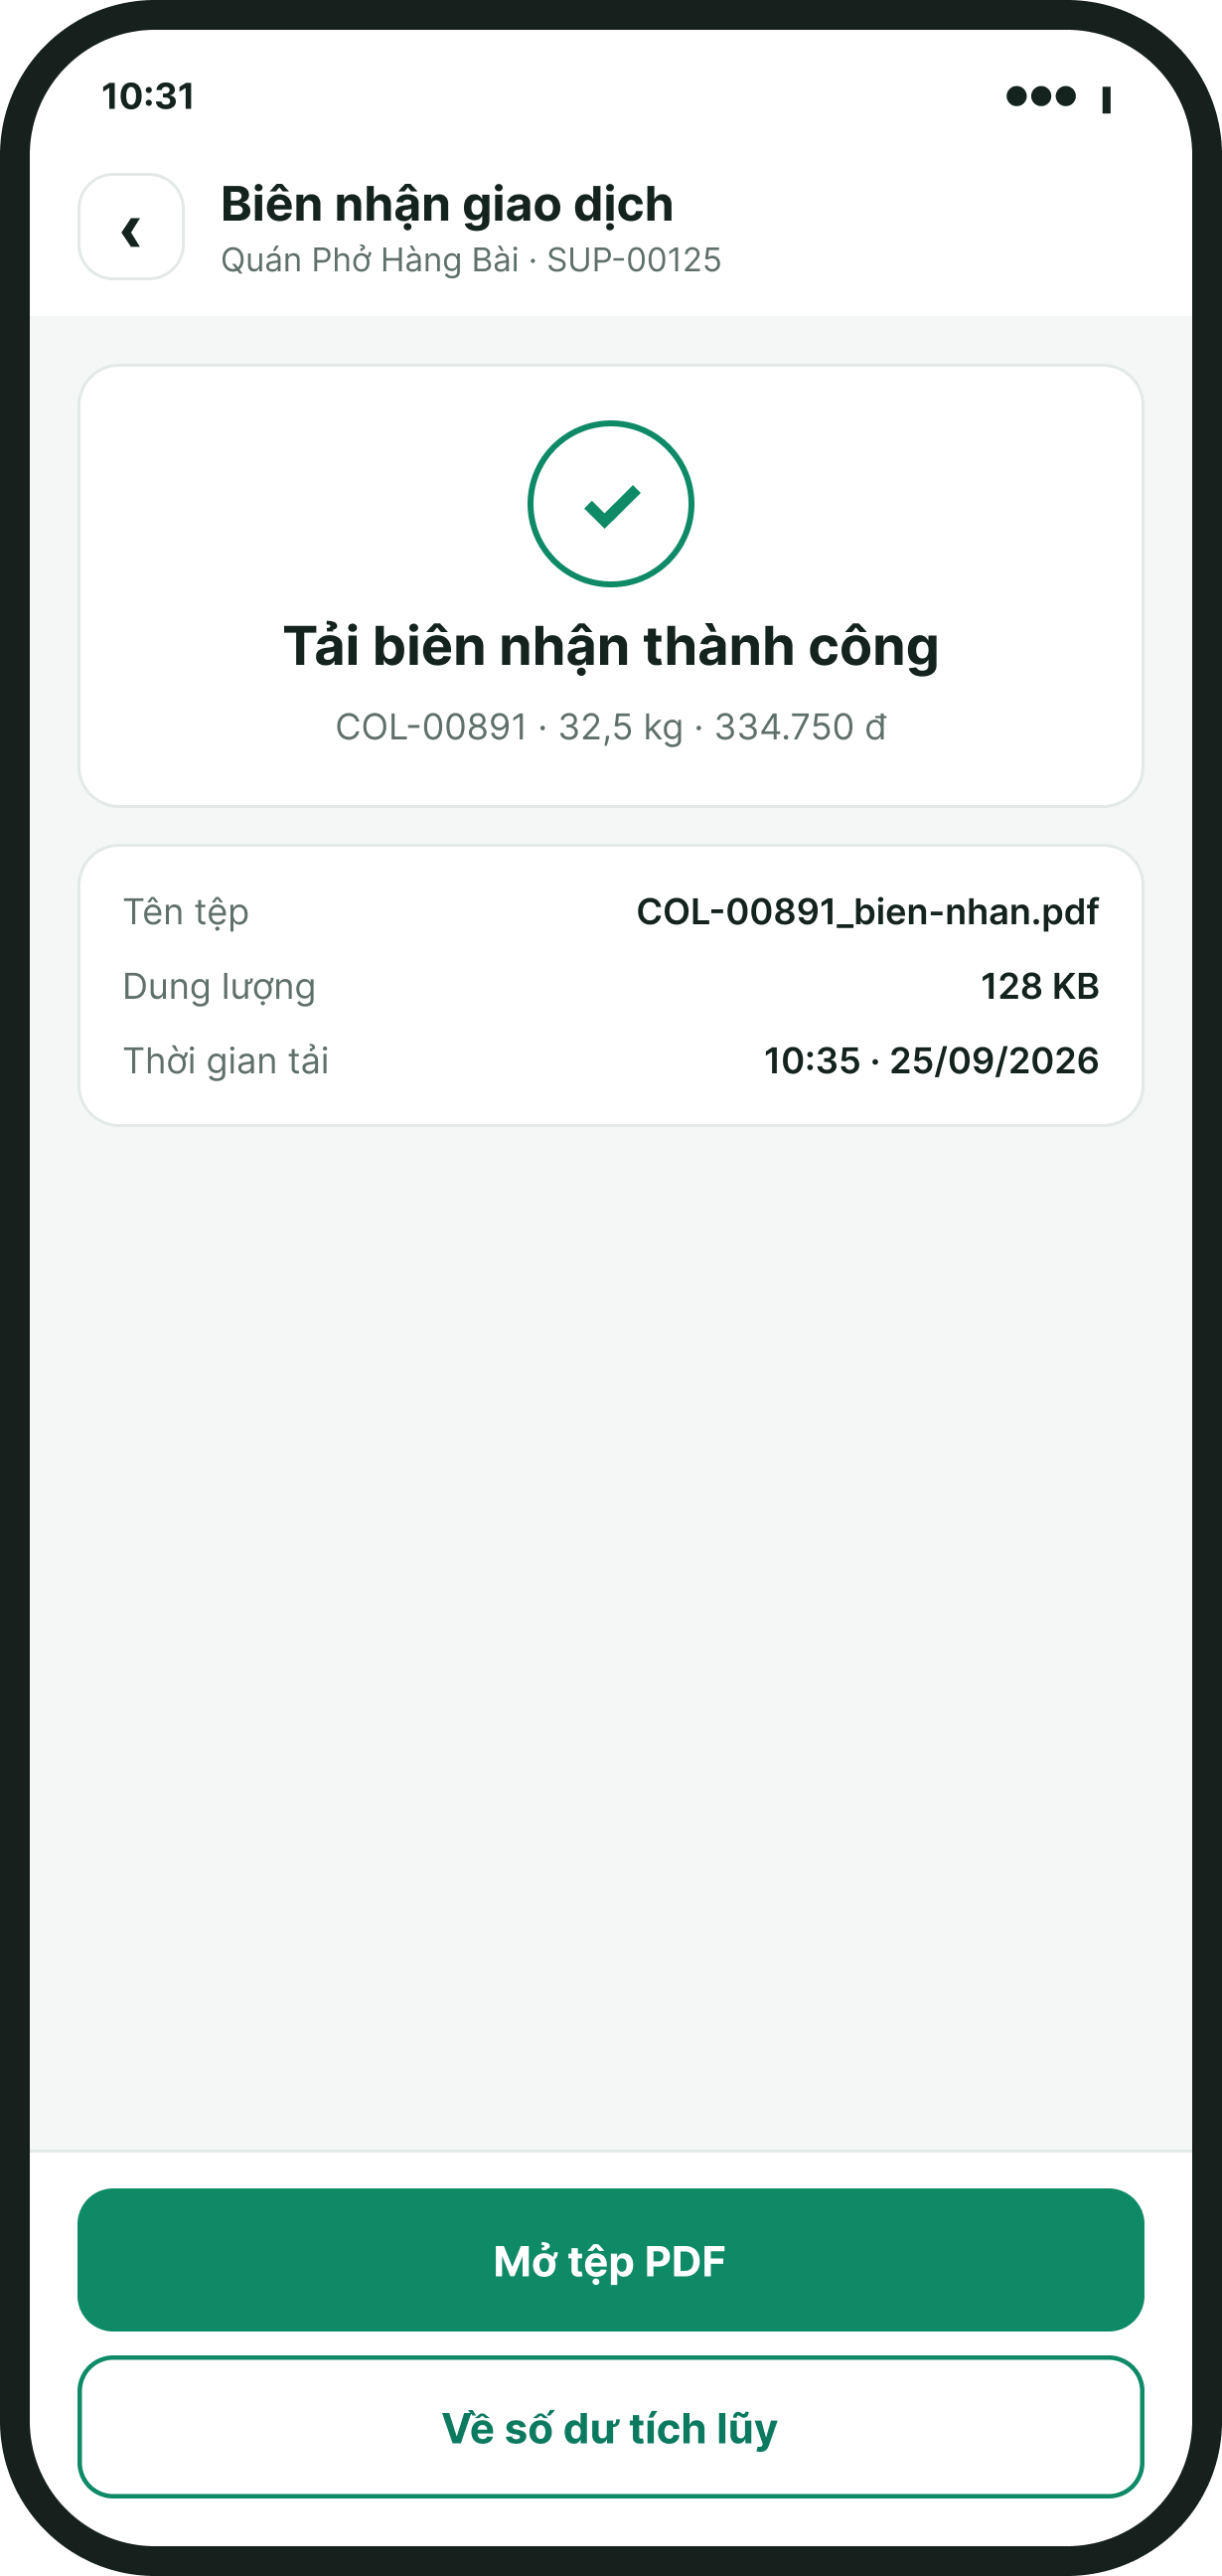 10:31
Biên nhận giao dịch
Quán Phở Hàng Bài · SUP-00125
Tải biên nhận thành công
COL-00891 · 32,5 kg · 334.750 đ
Tên tệp COL-00891_bien-nhan.pdf
Dung lượng 128 KB
Thời gian tải 10:35 · 25/09/2026
Mở tệp PDF
Về số dư tích lũy